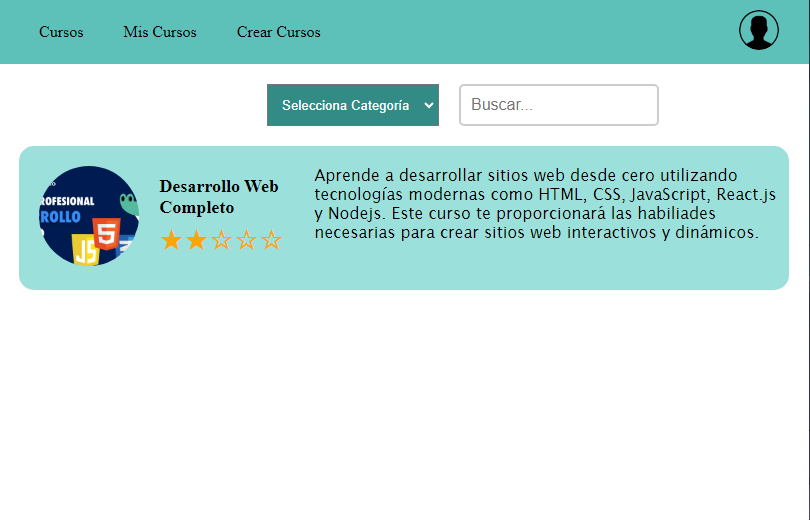 Cursos Mis Cursos Crear Cursos
Selecciona Categoría Buscar...
ROFESIONAL
ROLLO
JS 5
Desarrollo Web
Completo
★★☆☆☆
Aprende a desarrollar sitios web desde cero utilizando
tecnologías modernas como HTML, CSS, JavaScript, React.js
y Nodejs. Este curso te proporcionará las habiliades
necesarias para crear sitios web interactivos y dinámicos.